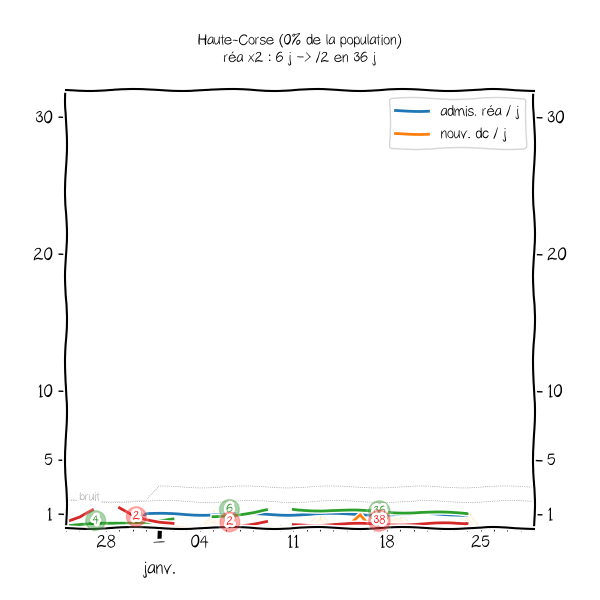 Haute-Corse (0% de la population)
réa x2 : 6 j -> /2 en 36 j
admis. réa / j
nouv. dc / j
30 30
20 20
10 10
5 5
bruit
1 1
4 2 6 2 36 38
28 1 04 11 18 25
janv.